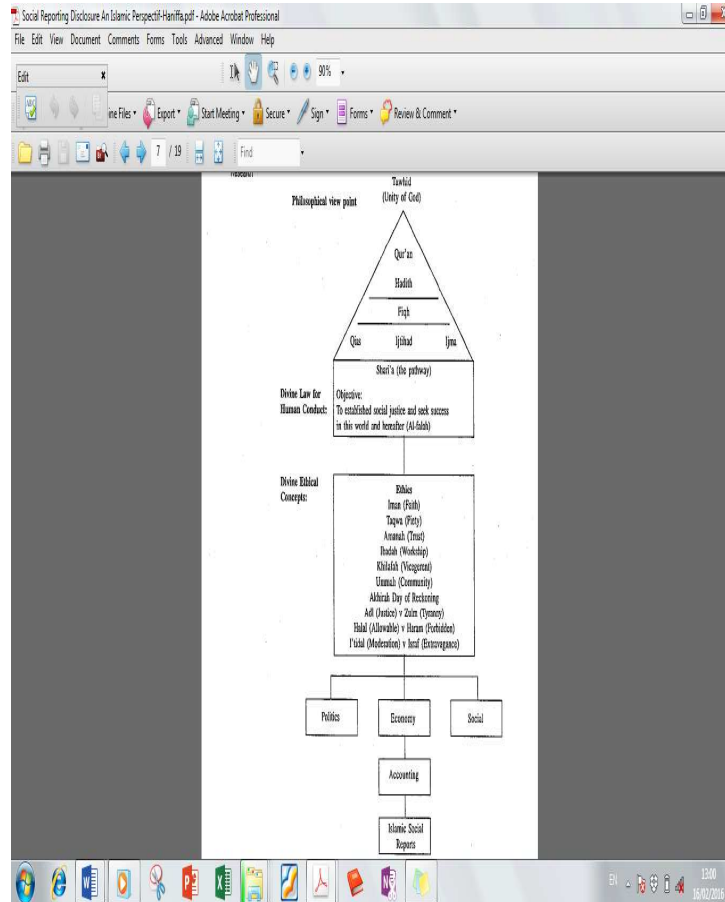 Social Reporting Disclosure An Islamic Perspectif-Haniffa.pdf - Adobe Acrobat Professional
File Edit View Document Comments Forms Tools Advanced Window Help
Edit
90%
ine Files Export Start Meeting Secure Sign Forms Review & Comment
7 / 19 Find
Tawhid
Philosophical view point (Unity of God)
Qur'an
Hadith
Fiqh
Qias Ijtihad Ijma
Shari'a (the pathway)
Divine Law for Objective:
Human Conduct: To established social justice and seek success
in this world and hereafter (Al-falah)
Divine Ethical Ethics
Concepts: Iman (Faith)
Taqwa (Piety)
Amanah (Trust)
Ibadah (Workship)
Khilafah (Vicegerent)
Ummah (Community)
Akhirah Day of Reckoning
Adl (Justice) v Zulm (Tyranny)
Halal (Allowable) v Haram (Forbidden)
I'tidal (Moderation) v Israf (Extravagance)
Politics Economy Social
Accounting
Islamic Social
Reports
EN 13:00
16/02/2016